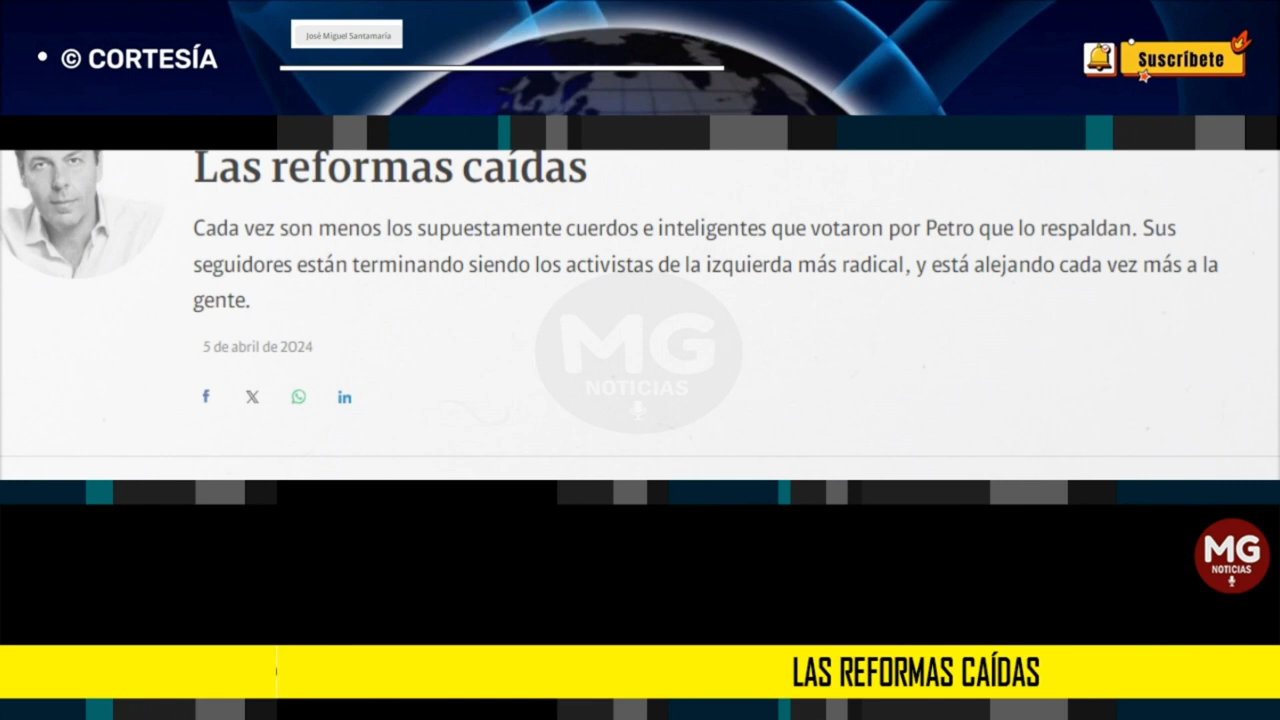 José Miguel Santamaría
• © CORTESÍA
Suscríbete
Las reformas caídas
Cada vez son menos los supuestamente cuerdos e inteligentes que votaron por Petro que lo respaldan. Sus
seguidores están terminando siendo los activistas de la izquierda más radical, y está alejando cada vez más a la
gente.
MG
NOTICIAS
5 de abril de 2024
MG
NOTICIAS
LAS REFORMAS CAÍDAS